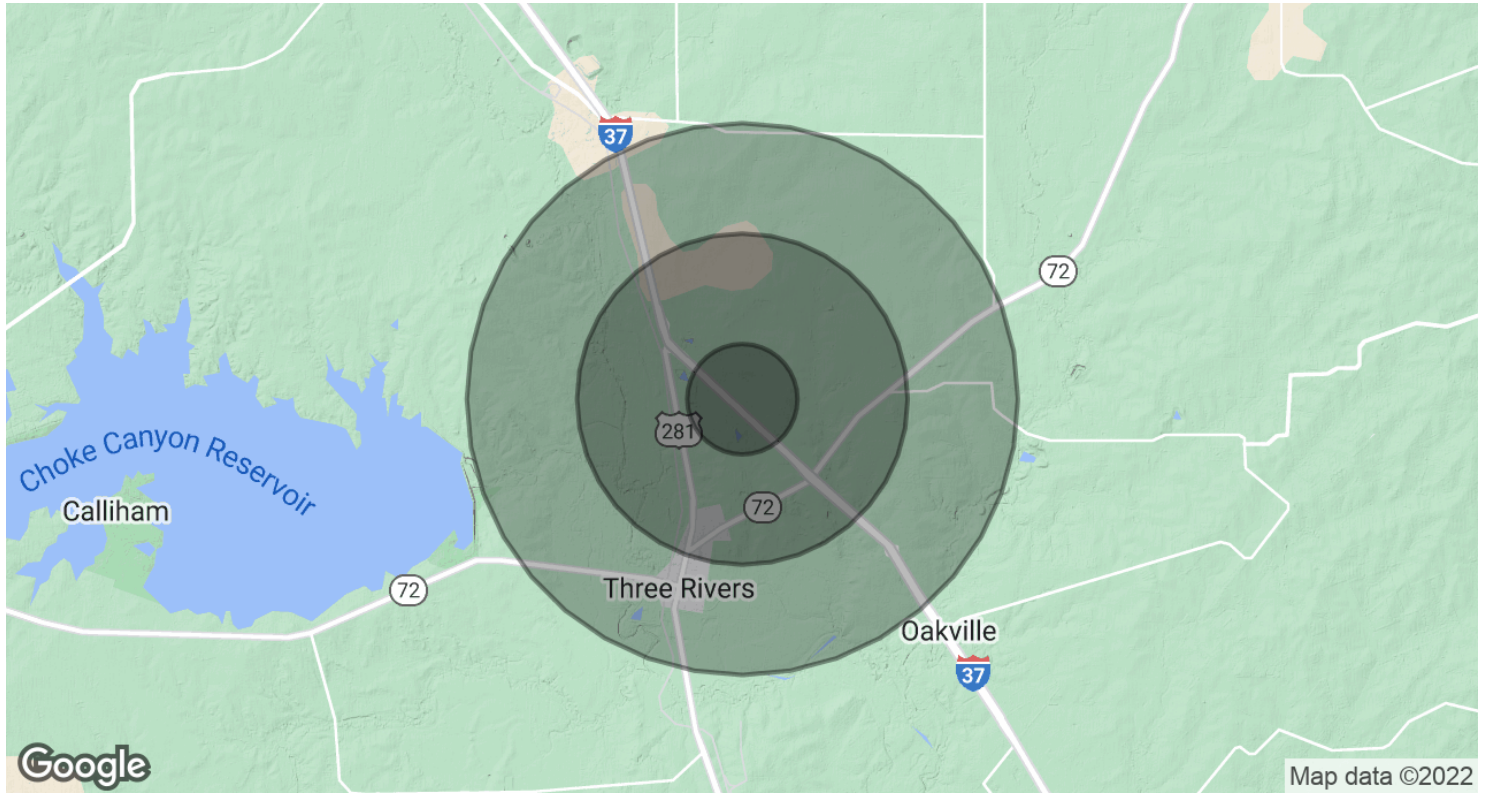 37
72
281
Choke Canyon Reservoir
Calliham
72
72
Three Rivers
Oakville
37
Google
Map data ©2022